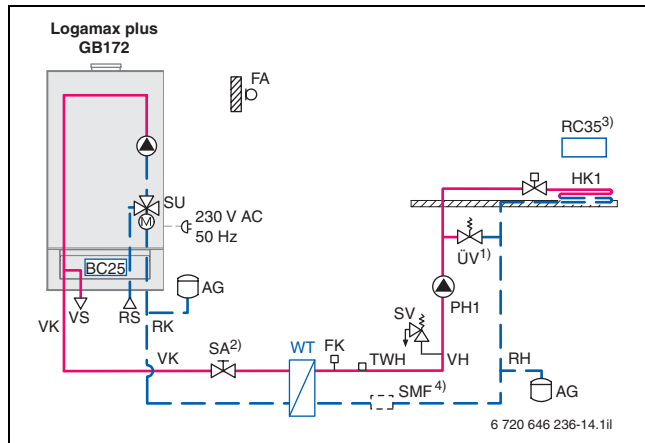 Logamax plus
GB172
FA
RC35³⁾
HK1
SU
M
230 V AC
50 Hz
BC25
ÜV¹⁾
AG
VS
RS
RK
VK
PH1
SV
VK
SA²⁾
WT
FK
TWH
VH
RH
SMF⁴⁾
AG
6 720 646 236-14.1il